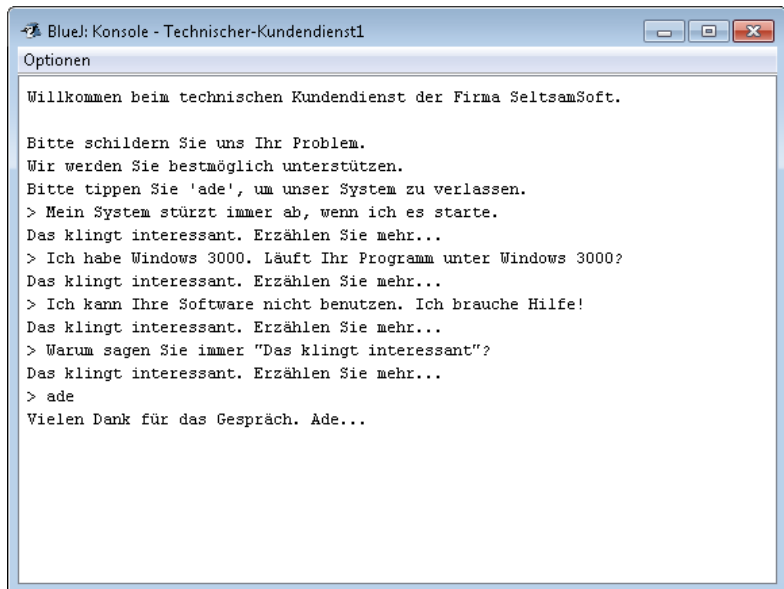 BlueJ: Konsole - Technischer-Kundendienst1
Optionen
Willkommen beim technischen Kundendienst der Firma SeltsamSoft.
Bitte schildern Sie uns Ihr Problem.
Wir werden Sie bestmöglich unterstützen.
Bitte tippen Sie 'ade', um unser System zu verlassen.
> Mein System stürzt immer ab, wenn ich es starte.
Das klingt interessant. Erzählen Sie mehr...
> Ich habe Windows 3000. Läuft Ihr Programm unter Windows 3000?
Das klingt interessant. Erzählen Sie mehr...
> Ich kann Ihre Software nicht benutzen. Ich brauche Hilfe!
Das klingt interessant. Erzählen Sie mehr...
> Warum sagen Sie immer "Das klingt interessant"?
Das klingt interessant. Erzählen Sie mehr...
> ade
Vielen Dank für das Gespräch. Ade...